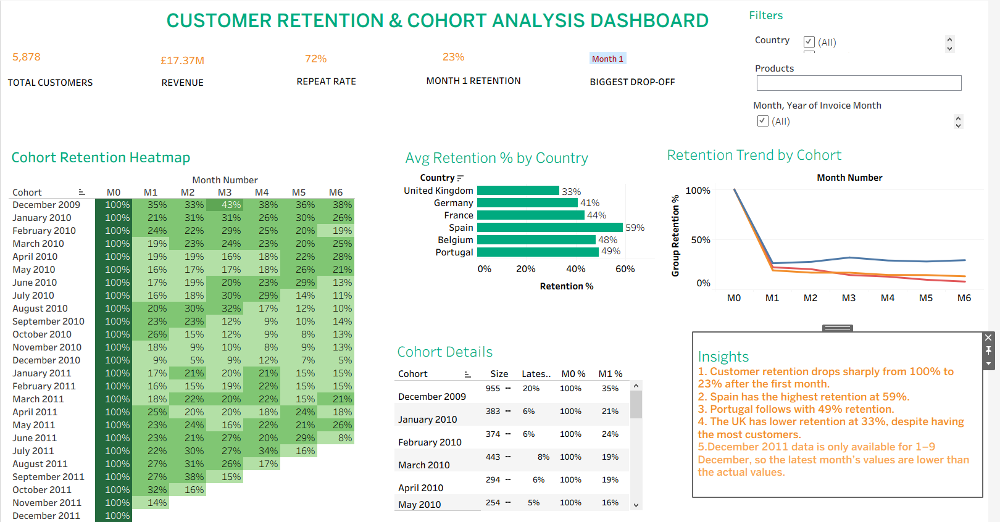 CUSTOMER RETENTION & COHORT ANALYSIS DASHBOARD
5,878
TOTAL CUSTOMERS
£17.37M
REVENUE
72%
REPEAT RATE
23%
MONTH 1 RETENTION
Month 1
BIGGEST DROP-OFF
Filters
Country
(All)
Products
Month, Year of Invoice Month
(All)
Cohort Retention Heatmap
Month Number
Cohort M0 M1 M2 M3 M4 M5 M6
December 2009 100% 35% 33% 43% 38% 36% 38%
January 2010 100% 21% 31% 31% 26% 30% 26%
February 2010 100% 24% 22% 29% 25% 20% 19%
March 2010 100% 19% 23% 24% 23% 20% 25%
April 2010 100% 19% 19% 16% 18% 22% 28%
May 2010 100% 16% 17% 17% 18% 26% 21%
June 2010 100% 17% 19% 20% 23% 29% 13%
July 2010 100% 16% 18% 30% 29% 14% 11%
August 2010 100% 20% 30% 32% 17% 12% 10%
September 2010 100% 23% 23% 12% 9% 10% 14%
October 2010 100% 26% 15% 12% 9% 8% 13%
November 2010 100% 18% 9% 10% 8% 9% 13%
December 2010 100% 9% 5% 9% 12% 7% 5%
January 2011 100% 17% 21% 20% 21% 15% 15%
February 2011 100% 16% 15% 19% 22% 15% 15%
March 2011 100% 18% 22% 20% 22% 15% 21%
April 2011 100% 25% 20% 20% 18% 24% 18%
May 2011 100% 23% 24% 16% 22% 21% 26%
June 2011 100% 23% 21% 27% 20% 29% 8%
July 2011 100% 22% 30% 27% 34% 16%
August 2011 100% 27% 31% 26% 17%
September 2011 100% 27% 38% 15%
October 2011 100% 32% 16%
November 2011 100% 14%
December 2011 100%
Avg Retention % by Country
Country
United Kingdom 33%
Germany 41%
France 44%
Spain 59%
Belgium 48%
Portugal 49%
0% 20% 40% 60%
Retention %
Retention Trend by Cohort
Month Number
Group Retention %
100%
50%
0%
M0 M1 M2 M3 M4 M5 M6
Cohort Details
Cohort Size Lates.. M0 % M1 %
December 2009 955 ... 20% 100% 35%
January 2010 383 ... 6% 100% 21%
February 2010 374 ... 6% 100% 24%
March 2010 443 ... 8% 100% 19%
April 2010 294 ... 6% 100% 19%
May 2010 254 ... 5% 100% 16%
Insights
1. Customer retention drops sharply from 100% to
23% after the first month.
2. Spain has the highest retention at 59%.
3. Portugal follows with 49% retention.
4. The UK has lower retention at 33%, despite having
the most customers.
5.December 2011 data is only available for 1–9
December, so the latest month's values are lower than
the actual values.